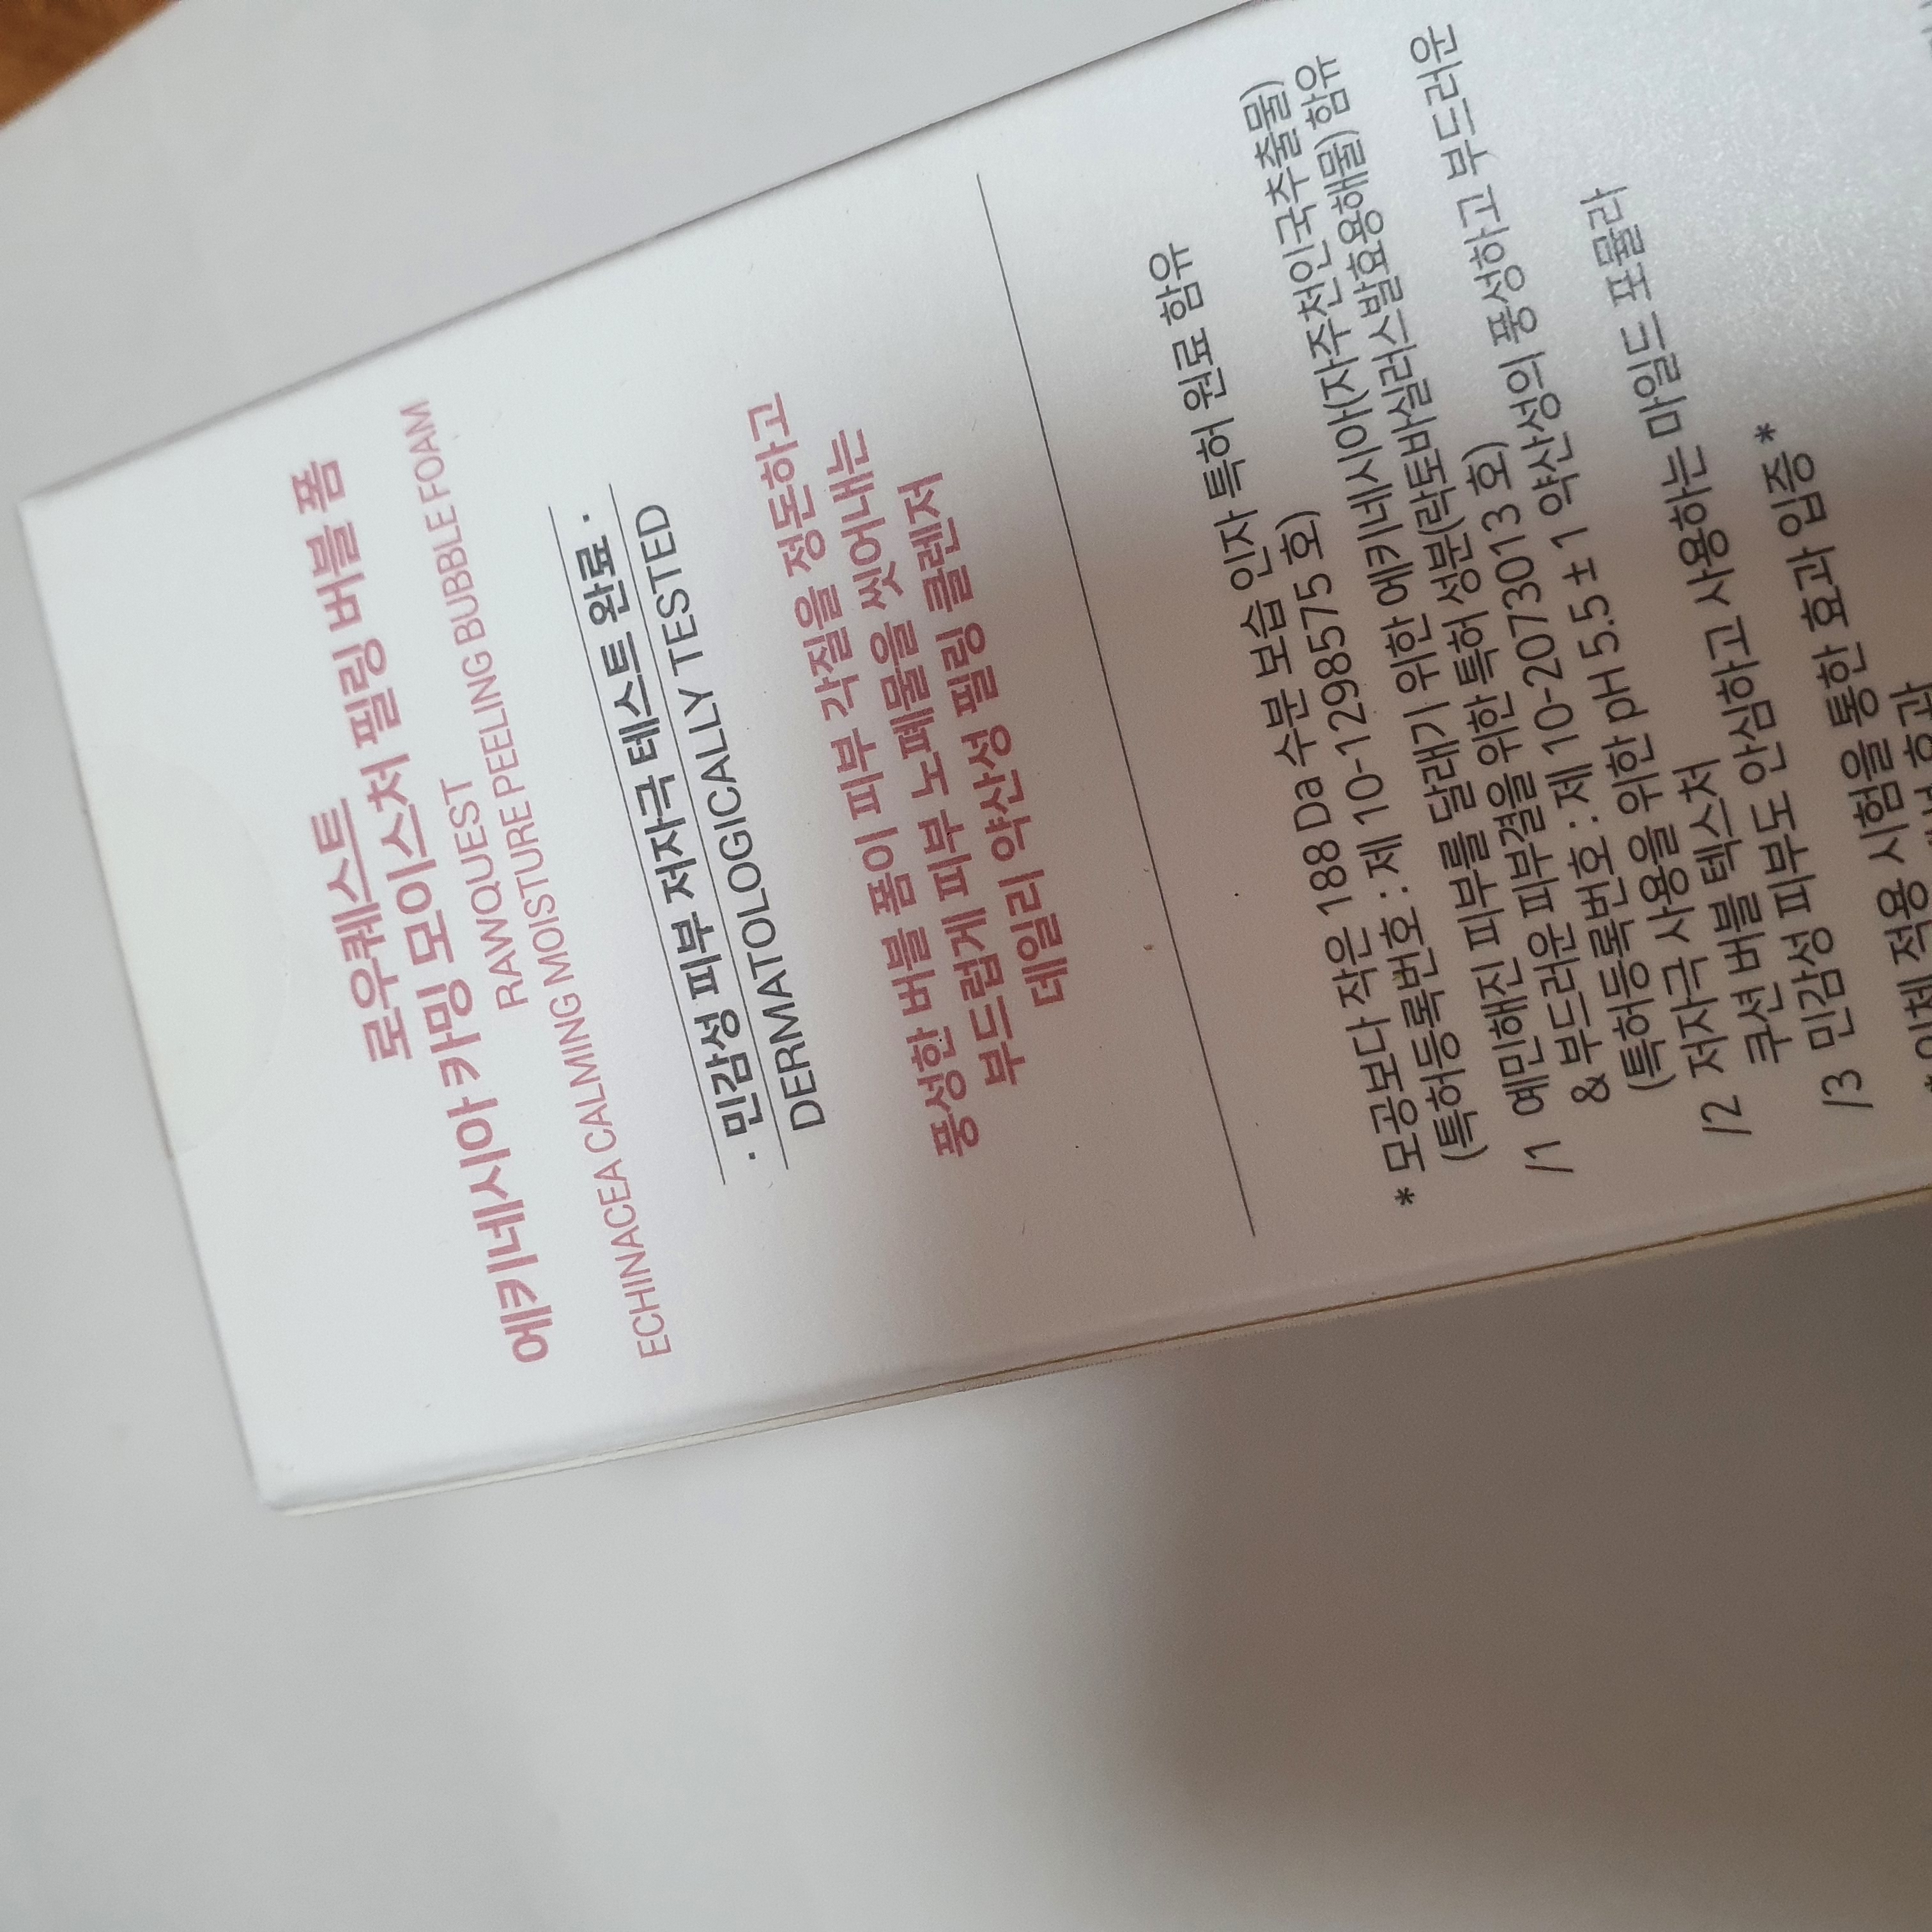 로우퀘스트
에키네시아 카밍 모이스처 필링 버블 폼
RAWQUEST
ECHINACEA CALMING MOISTURE PEELING BUBBLE FOAM
· 민감성 피부 저자극 테스트 완료 ·
DERMATOLOGICALLY TESTED
풍성한 버블 폼이 피부 각질을 정돈하고
부드럽게 피부 노폐물을 씻어내는
데일리 약산성 필링 클렌저
* 모공보다 작은 188 Da 수분 보습 인자 특허 원료 함유
(특허등록번호 : 제 10-1298575 호)
/1 예민해진 피부를 달래기 위한 에키네시아(자주천인국추출물)
& 부드러운 피부결을 위한 특허 성분(락토바실러스발효용해물) 함유
(특허등록번호 : 제 10-2073013 호)
/2 저자극 사용을 위한 pH 5.5 ± 1 약산성의 풍성하고 부드러운
쿠션 버블 텍스처
/3 민감성 피부도 안심하고 사용하는 마일드 포뮬라
* 인체 적용 시험을 통한 효과 입증 *